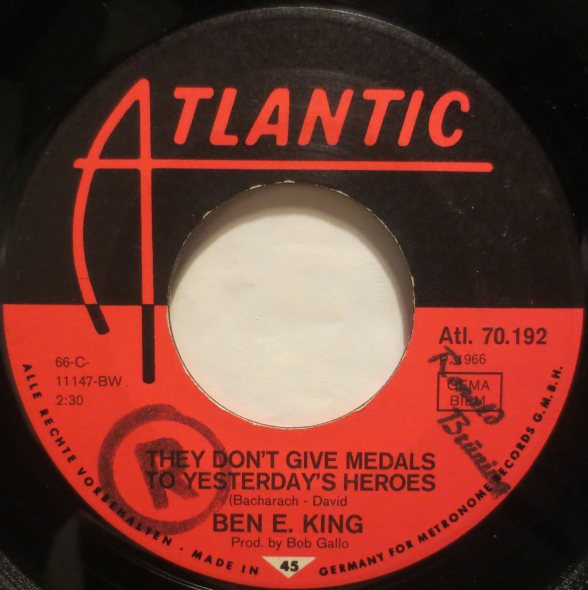 ATLANTIC
Atl. 70.192
66-C-
11147-BW
2:30
1966
GEMA
BIEM
THEY DON'T GIVE MEDALS
TO YESTERDAY'S HEROES
(Bacharach - David
BEN E. KING
Prod. by Bob Gallo
R
ALLE RECHTE VORBEHALTEN • MADE IN 45 GERMANY FOR METRONOME RECORDS G.M.B.H.